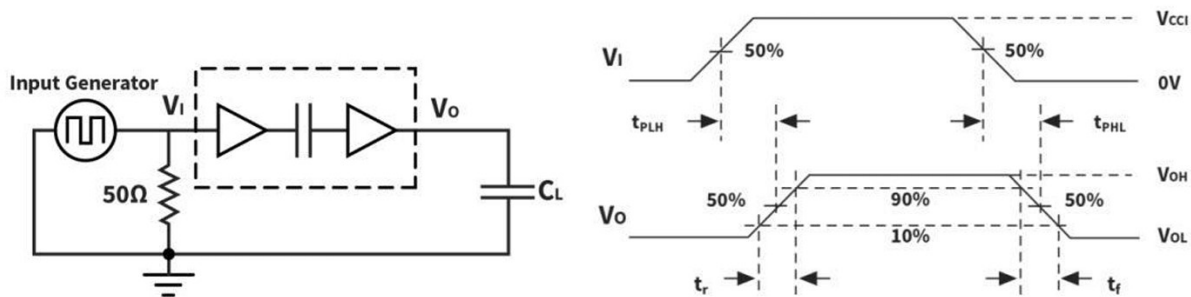 Input Generator
VI
VO
50Ω
CL
VI
50%
50%
VCCI
0V
tPLH
tPHL
VO
50%
90%
50%
10%
VOH
VOL
tr
tf